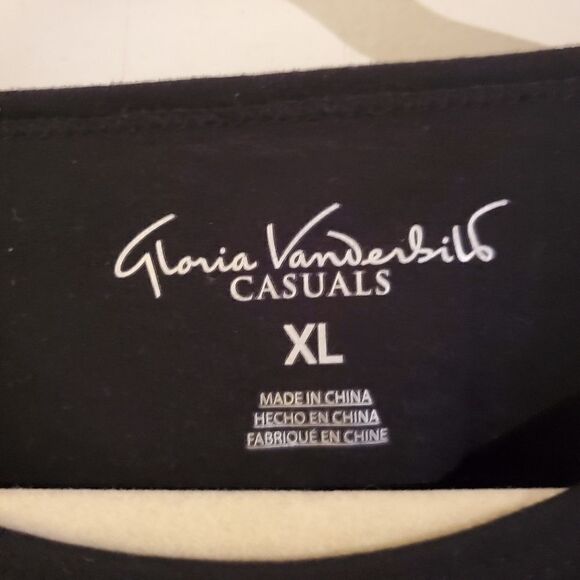 Gloria Vanderbilt
CASUALS
XL
MADE IN CHINA
HECHO EN CHINA
FABRIQUÉ EN CHINE